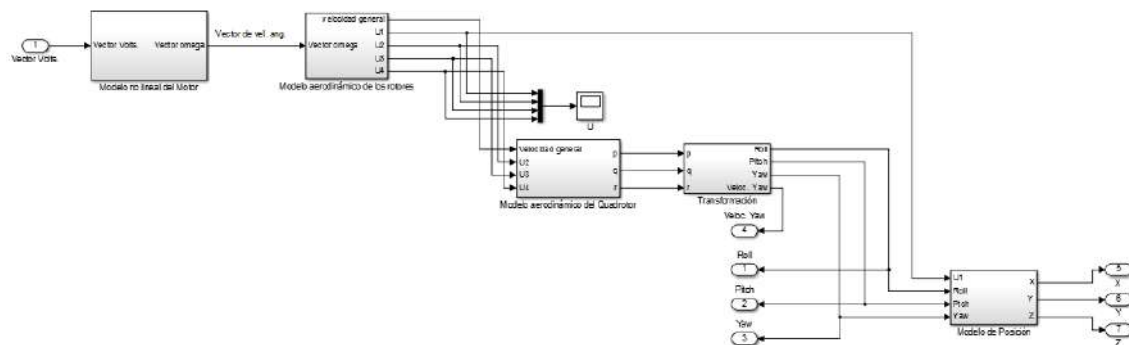 1
Vector Volts.
Vector Volts.
Vector omega
Modelo no lineal del Motor
Vector de vel. ang.
Vector omega
Velocidad general
U1
U2
U3
U4
Modelo aerodinámico de los rotores
U
Velocidad general
U2
U3
U4
p
q
r
Modelo aerodinámico del Quadrotor
p
q
r
Roll
Pitch
Yaw
Veloc. Yaw
Transformación
Veloc. Yaw
4
Roll
1
Pitch
2
Yaw
3
U1
Roll
Pitch
Yaw
X
Y
Z
Modelo de Posición
5
X
6
Y
7
Z